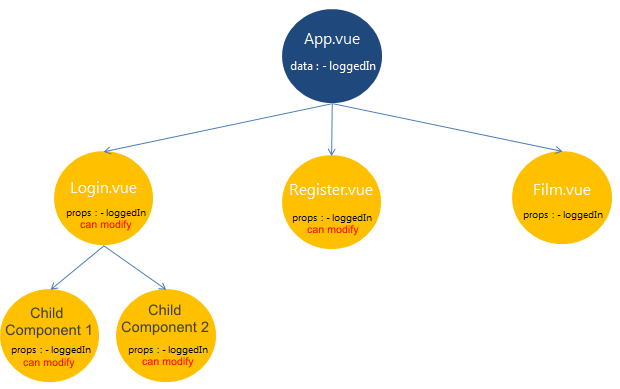 App.vue
data : - loggedIn
Login.vue
props : - loggedIn
can modify
Register.vue
props : - loggedIn
can modify
Film.vue
props : - loggedIn
Child
Component 1
props : - loggedIn
can modify
Child
Component 2
props : - loggedIn
can modify